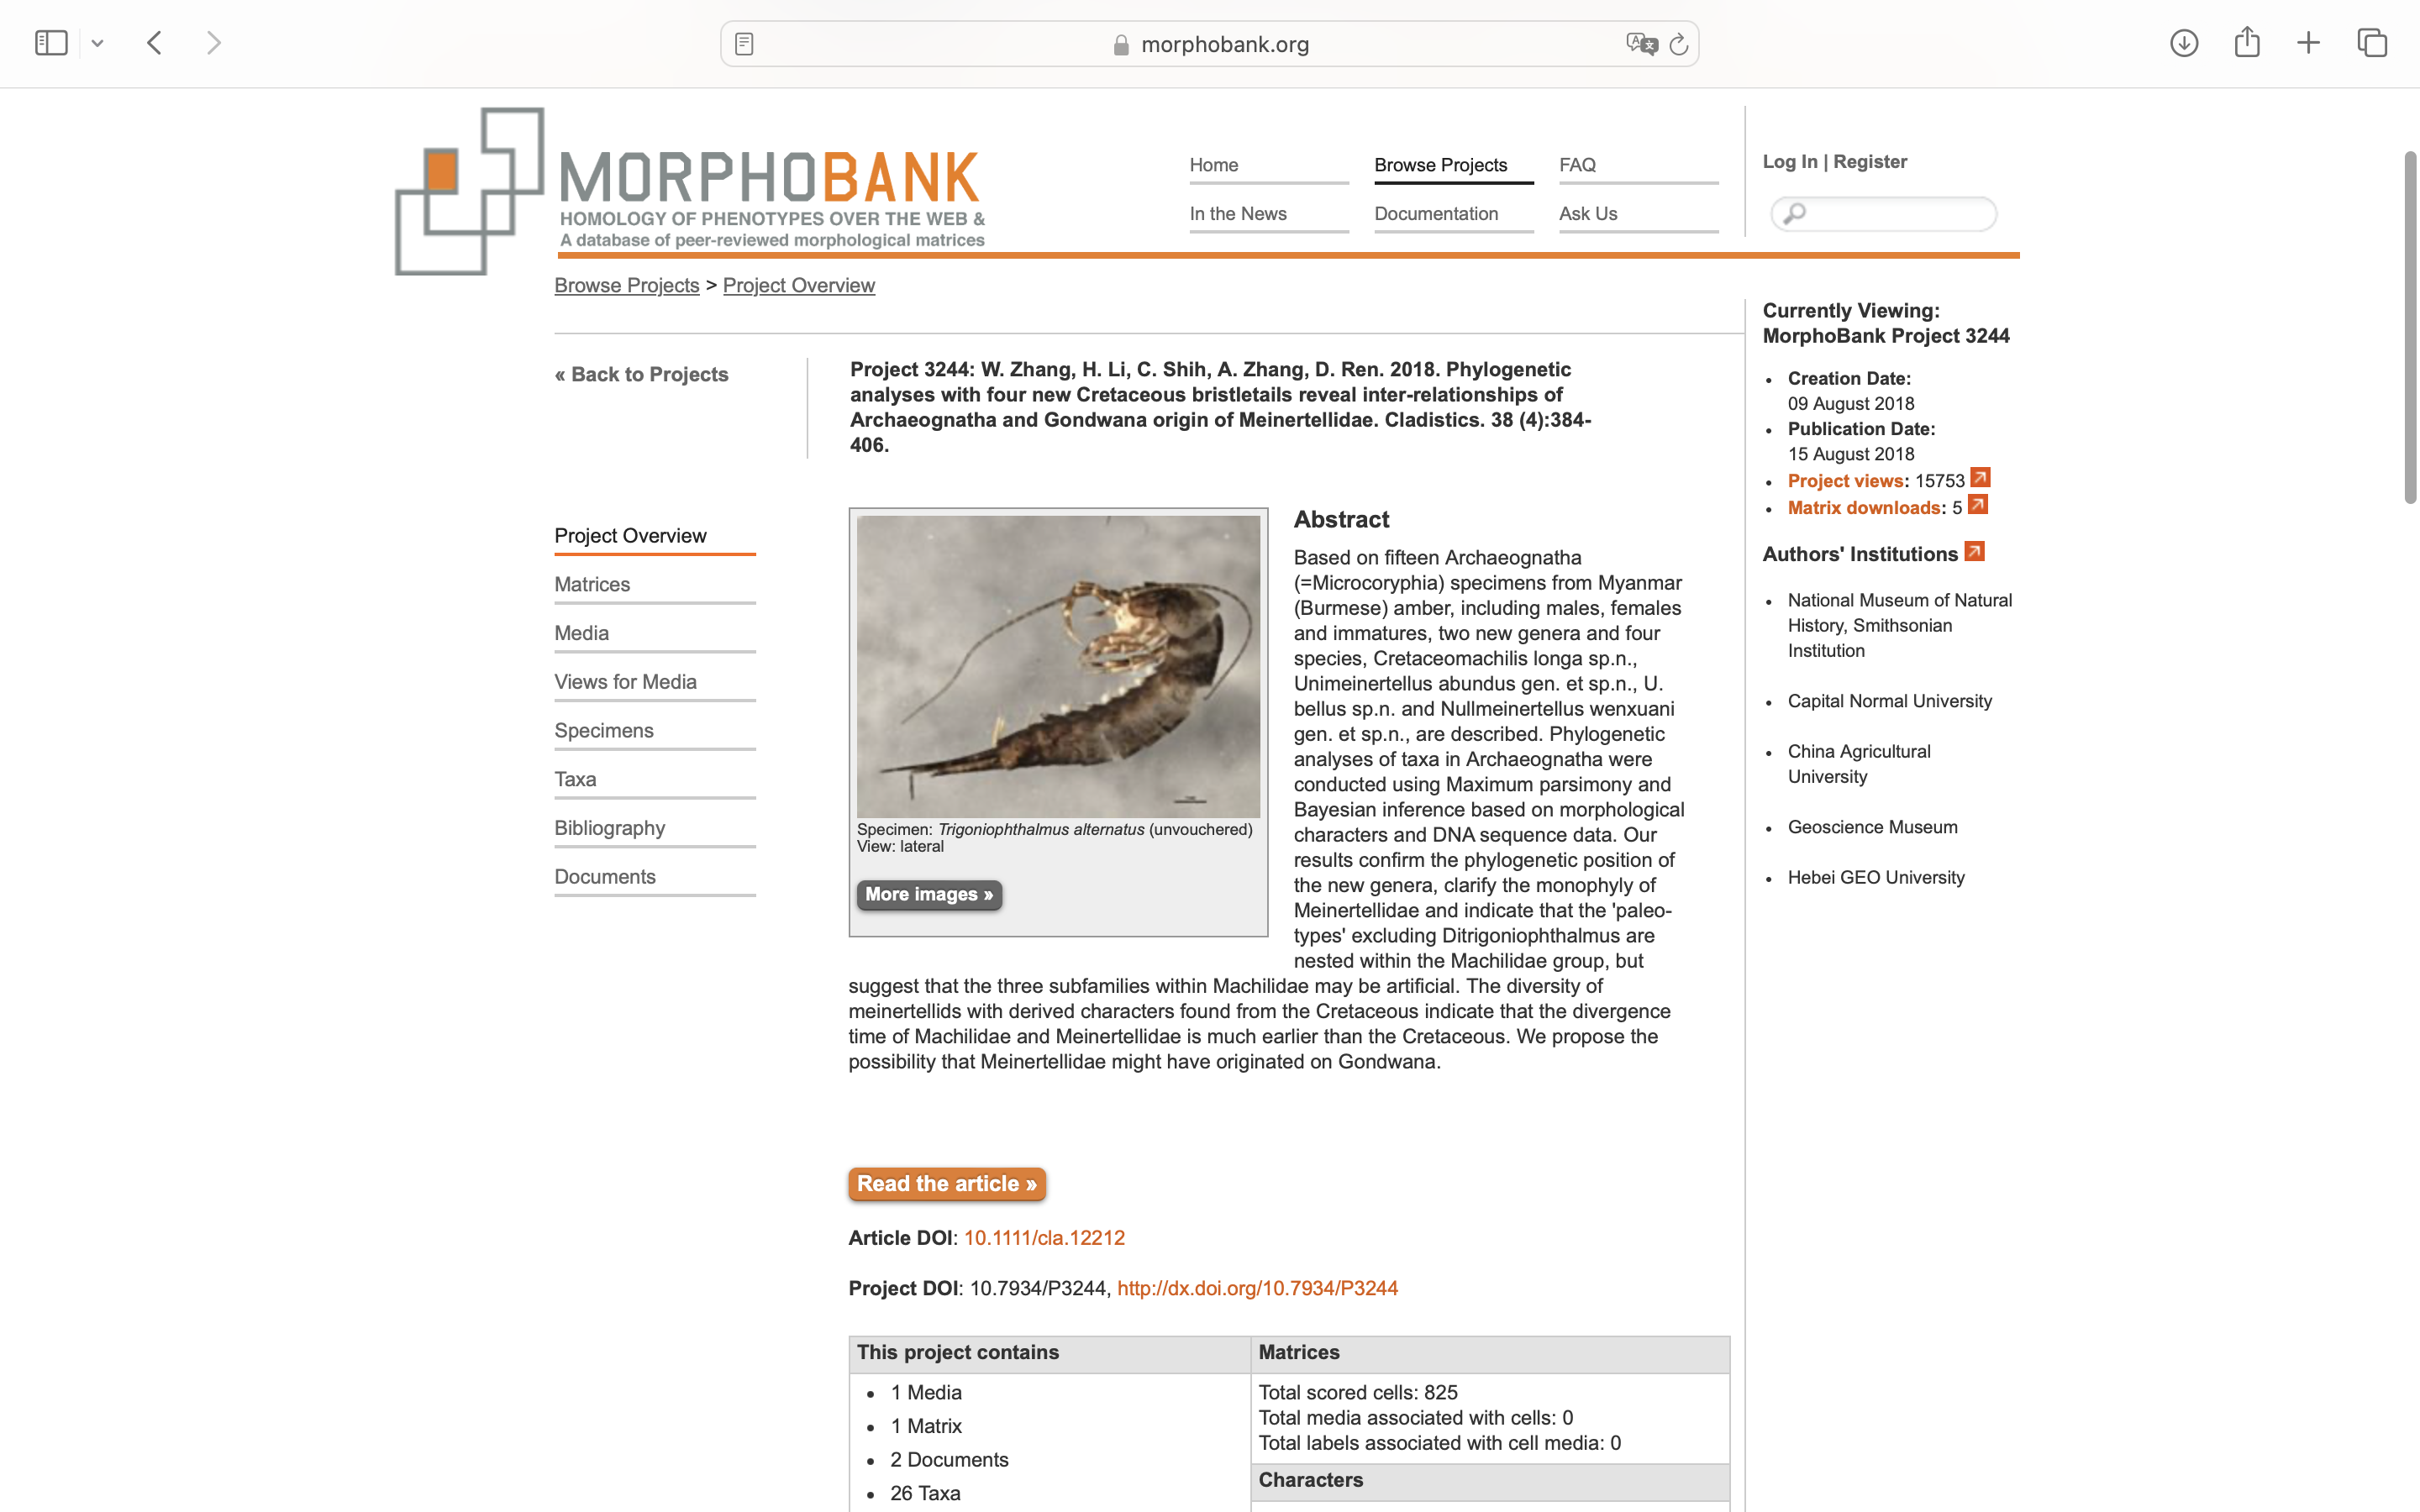 morphobank.org
MORPHOBANK
HOMOLOGY OF PHENOTYPES OVER THE WEB &
A database of peer-reviewed morphological matrices
Home
Browse Projects
FAQ
In the News
Documentation
Ask Us
Log In | Register
Browse Projects > Project Overview
« Back to Projects
Project 3244: W. Zhang, H. Li, C. Shih, A. Zhang, D. Ren. 2018. Phylogenetic
analyses with four new Cretaceous bristletails reveal inter-relationships of
Archaeognatha and Gondwana origin of Meinertellidae. Cladistics. 38 (4):384-
406.
Project Overview
Matrices
Media
Views for Media
Specimens
Taxa
Bibliography
Documents
Specimen: Trigoniophthalmus alternatus (unvouchered)
View: lateral
More images »
Abstract
Based on fifteen Archaeognatha
(=Microcoryphia) specimens from Myanmar
(Burmese) amber, including males, females
and immatures, two new genera and four
species, Cretaceomachilis longa sp.n.,
Unimeinertellus abundus gen. et sp.n., U.
bellus sp.n. and Nullmeinertellus wenxuani
gen. et sp.n., are described. Phylogenetic
analyses of taxa in Archaeognatha were
conducted using Maximum parsimony and
Bayesian inference based on morphological
characters and DNA sequence data. Our
results confirm the phylogenetic position of
the new genera, clarify the monophyly of
Meinertellidae and indicate that the 'paleo-
types' excluding Ditrigoniophthalmus are
nested within the Machilidae group, but
suggest that the three subfamilies within Machilidae may be artificial. The diversity of
meinertellids with derived characters found from the Cretaceous indicate that the divergence
time of Machilidae and Meinertellidae is much earlier than the Cretaceous. We propose the
possibility that Meinertellidae might have originated on Gondwana.
Read the article »
Article DOI: 10.1111/cla.12212
Project DOI: 10.7934/P3244, http://dx.doi.org/10.7934/P3244
This project contains
• 1 Media
• 1 Matrix
• 2 Documents
• 26 Taxa
Matrices
Total scored cells: 825
Total media associated with cells: 0
Total labels associated with cell media: 0
Characters
Currently Viewing:
MorphoBank Project 3244
• Creation Date:
09 August 2018
• Publication Date:
15 August 2018
• Project views: 15753
• Matrix downloads: 5
Authors' Institutions
• National Museum of Natural
History, Smithsonian
Institution
• Capital Normal University
• China Agricultural
University
• Geoscience Museum
• Hebei GEO University